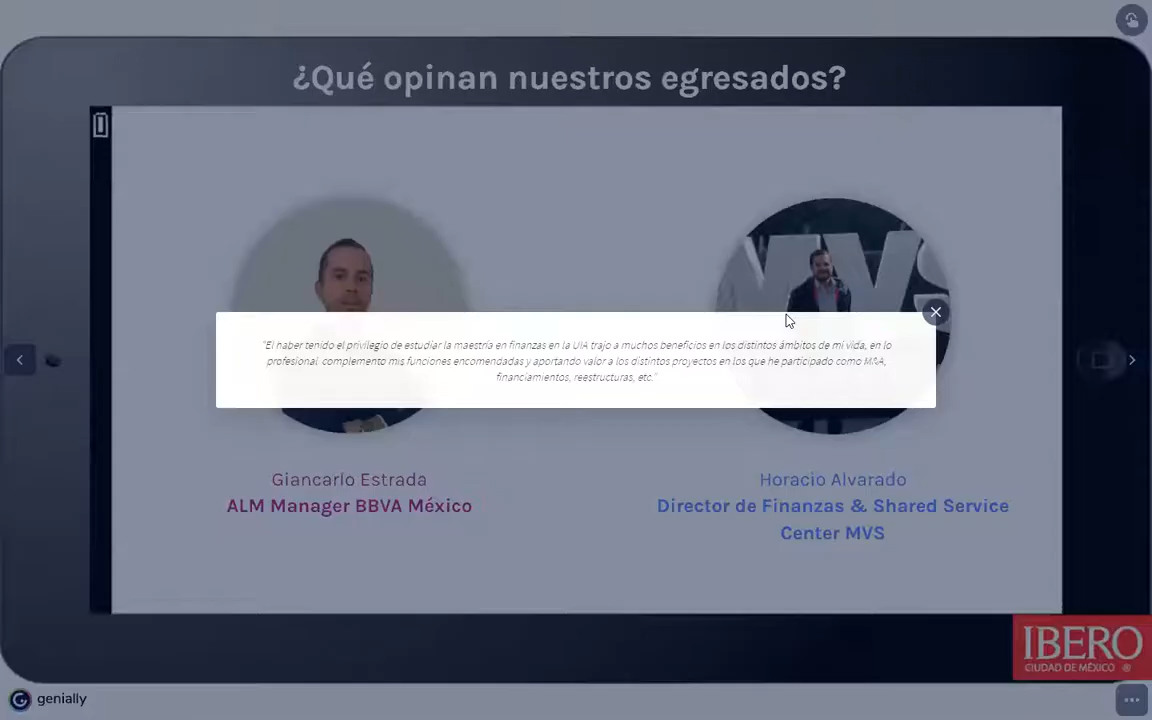 ¿Qué opinan nuestros egresados?
"El haber tenido el privilegio de estudiar la maestría en finanzas en la UIA trajo a muchos beneficios en los distintos ámbitos de mi vida, en lo
profesional complemento mis funciones encomendadas y aportando valor a los distintos proyectos en los que he participado como M&A,
financiamientos, reestructuras, etc."
Giancarlo Estrada
ALM Manager BBVA México
Horacio Alvarado
Director de Finanzas & Shared Service
Center MVS
IBERO
CIUDAD DE MÉXICO ®
genially